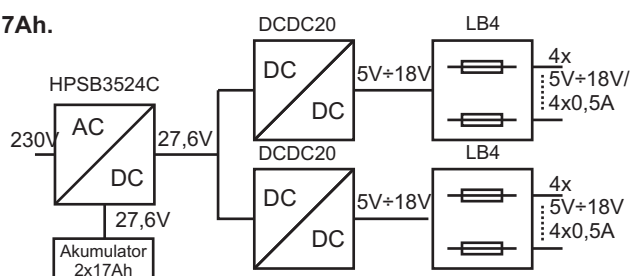 7Ah.
DCDC20
LB4
HPSB3524C
DC
DC
5V÷18V
4x
5V÷18V/
4x0,5A
230V
AC
DC
27,6V
DCDC20
LB4
27,6V
DC
DC
5V÷18V
4x
5V÷18V
4x0,5A
Akumulator
2x17Ah